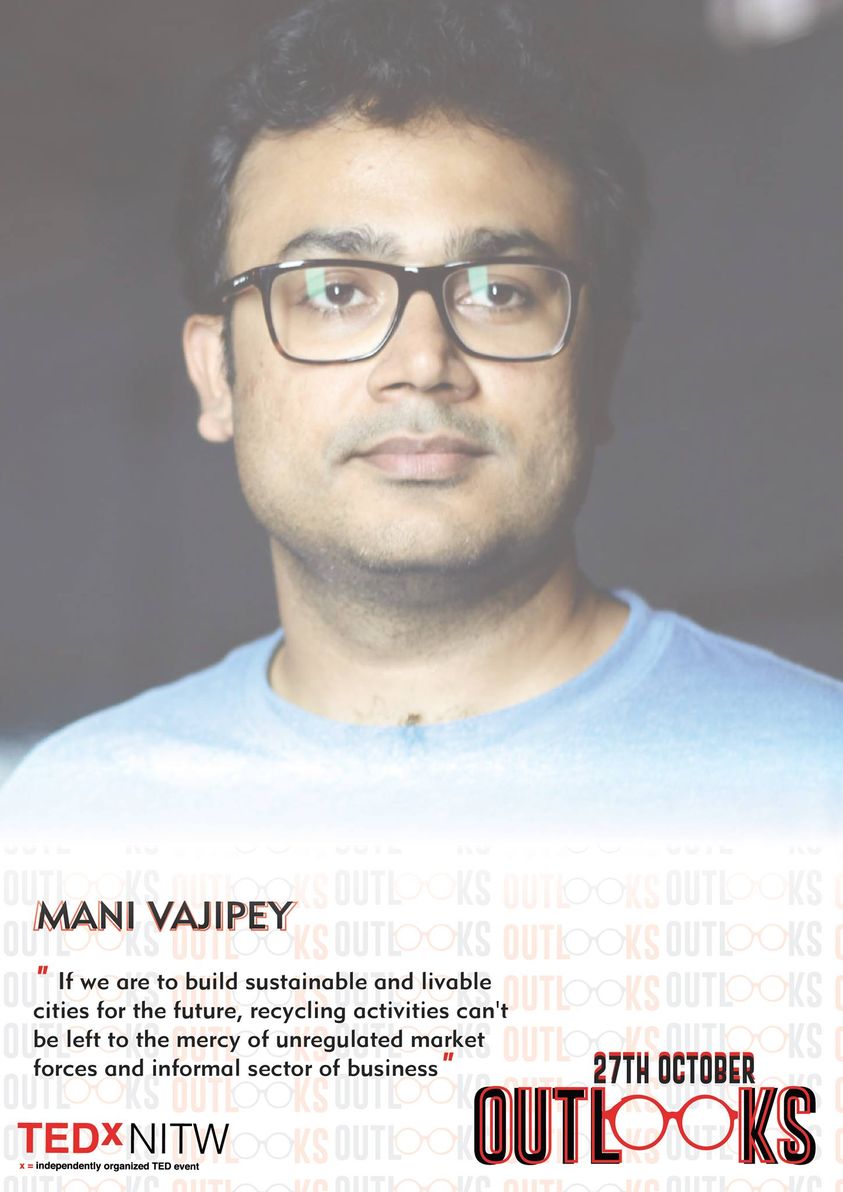 MANI VAJIPEY
" If we are to build sustainable and livable
cities for the future, recycling activities can't
be left to the mercy of unregulated market
forces and informal sector of business "
27TH OCTOBER
OUTLOOKS
TEDxNITW
x = independently organized TED event